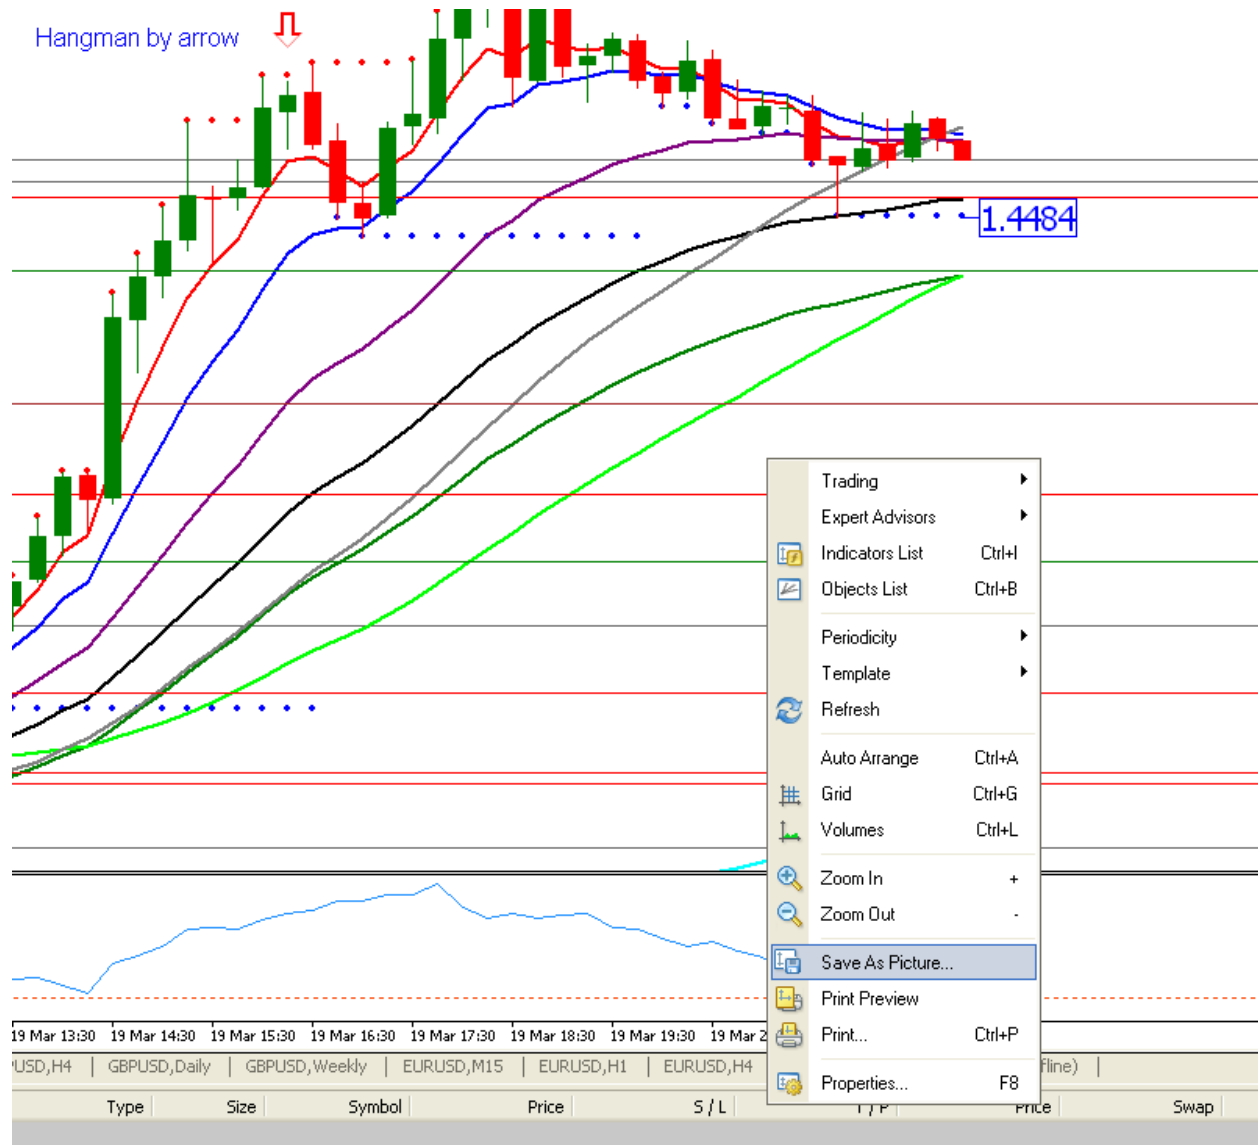 Hangman by arrow
1.4484
Trading
Expert Advisors
Indicators List Ctrl+I
Objects List Ctrl+B
Periodicity
Template
Refresh
Auto Arrange Ctrl+A
Grid Ctrl+G
Volumes Ctrl+L
Zoom In +
Zoom Out -
Save As Picture...
Print Preview
Print... Ctrl+P
Properties... F8
19 Mar 13:30 19 Mar 14:30 19 Mar 15:30 19 Mar 16:30 19 Mar 17:30 19 Mar 18:30 19 Mar 19:30 19 Mar 2
USD,H4 | GBPUSD,Daily | GBPUSD,Weekly | EURUSD,M15 | EURUSD,H1 | EURUSD,H4 fline) |
Type Size Symbol Price S / L T / P Price Swap